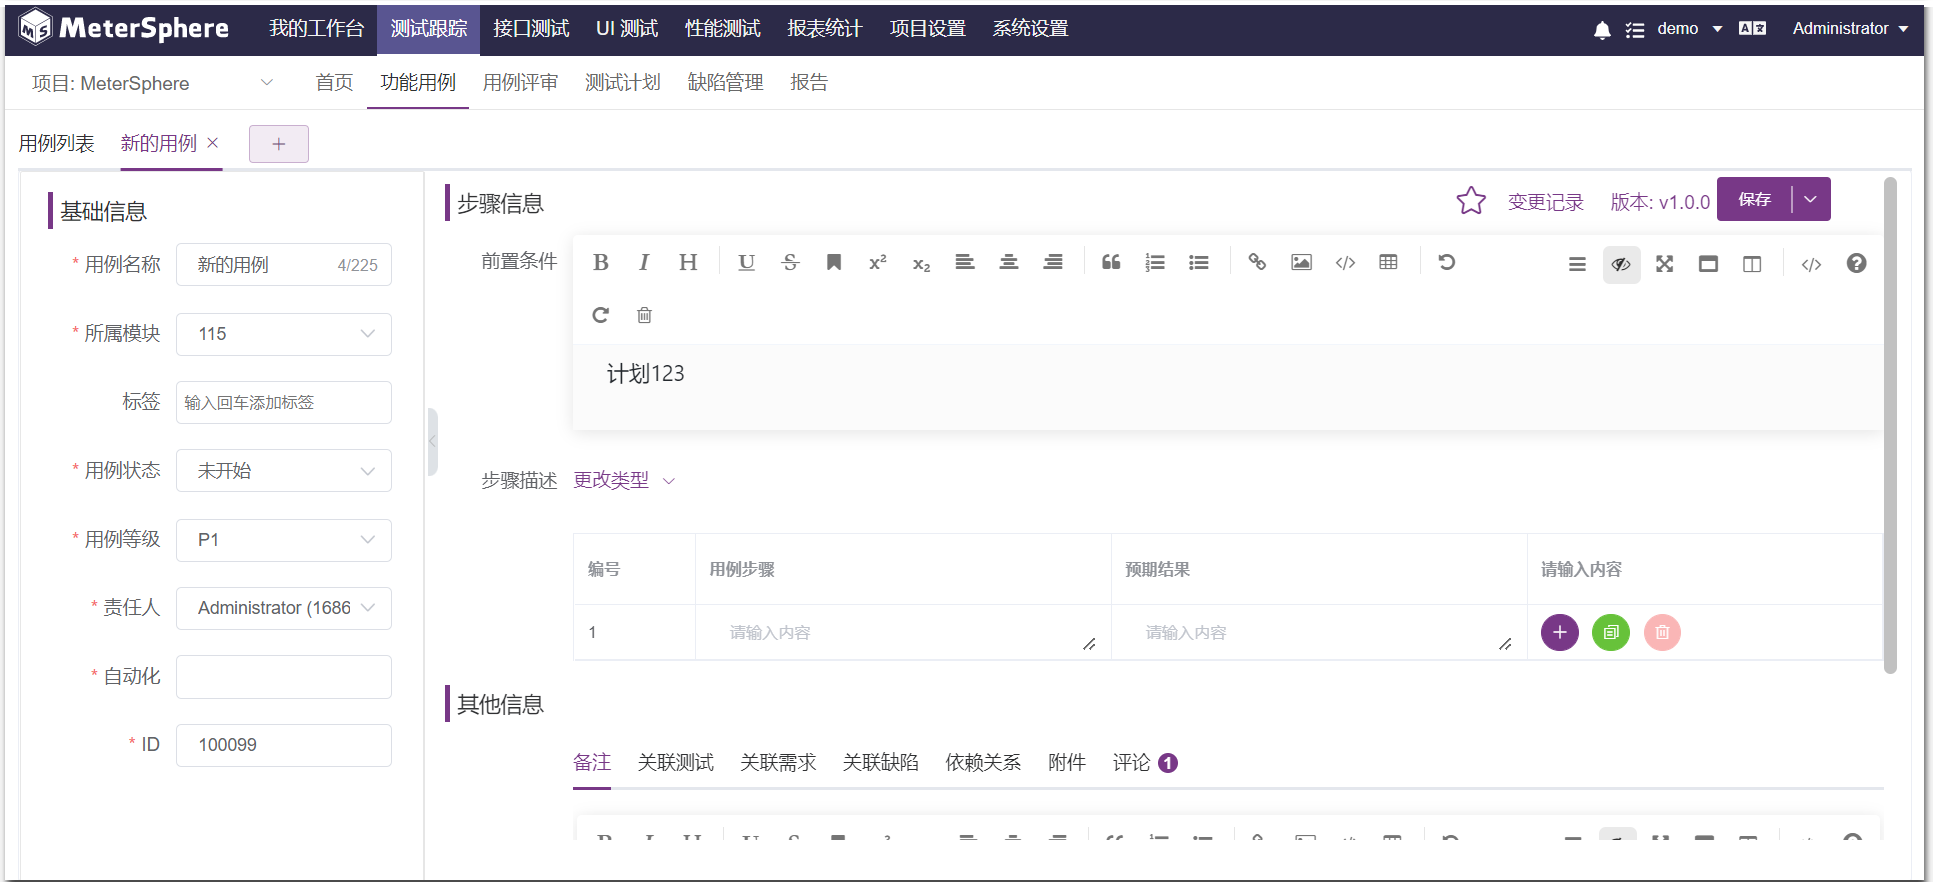 MeterSphere 我的工作台 测试跟踪 接口测试 UI 测试 性能测试 报表统计 项目设置 系统设置 demo Administrator
项目: MeterSphere 首页 功能用例 用例评审 测试计划 缺陷管理 报告
用例列表 新的用例
基础信息
* 用例名称 新的用例 4/225
* 所属模块 115
标签 输入回车添加标签
* 用例状态 未开始
* 用例等级 P1
* 责任人 Administrator (1686
* 自动化
* ID 100099
步骤信息 变更记录 版本: v1.0.0 保存
前置条件
计划123
步骤描述 更改类型
编号 用例步骤 预期结果 请输入内容
1 请输入内容 请输入内容
其他信息
备注 关联测试 关联需求 关联缺陷 依赖关系 附件 评论 1